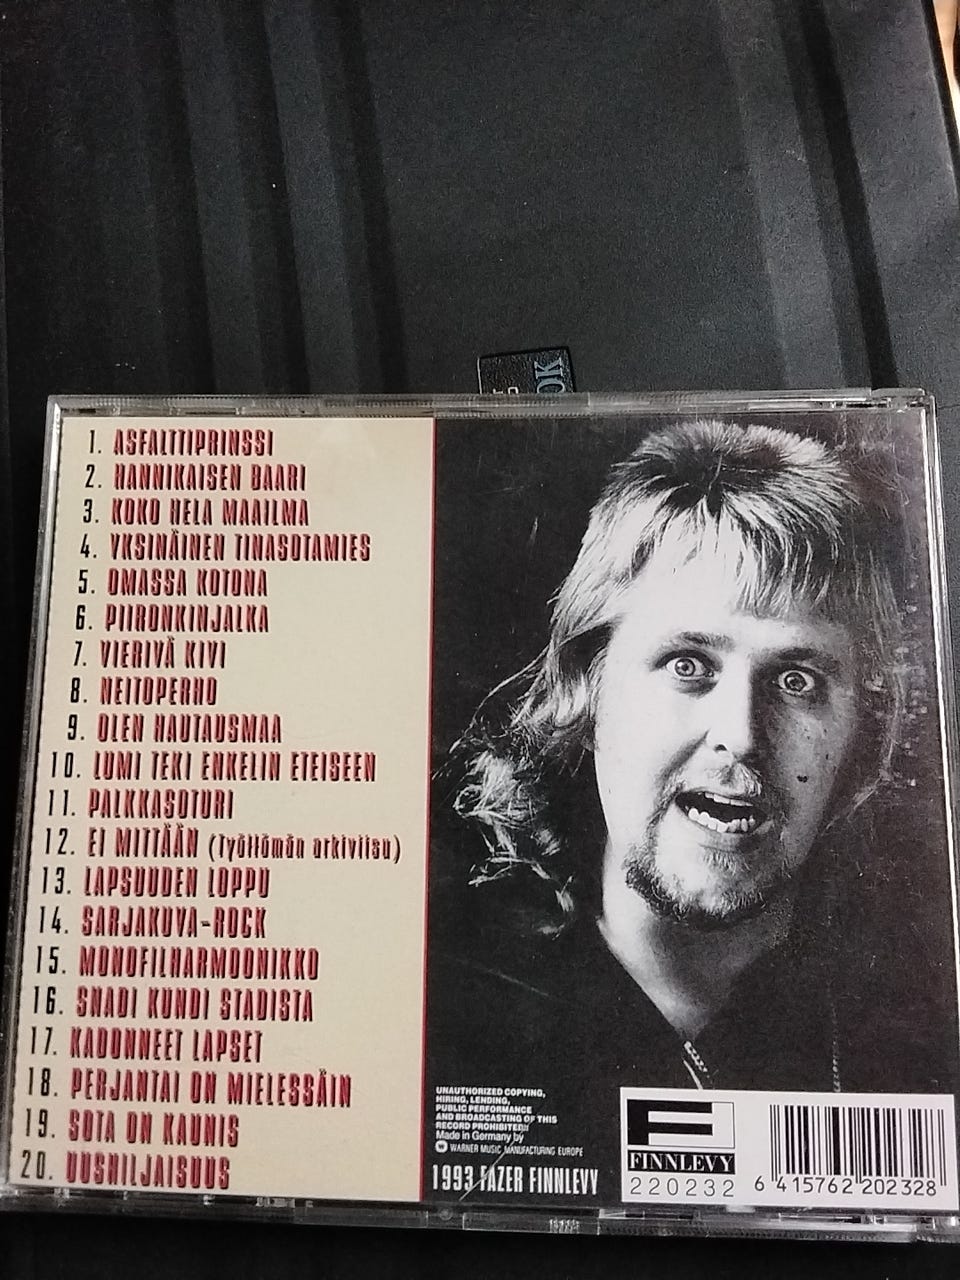 OK
1. ASFALTTIPRINSSI
2. HANNIKAISEN BAARI
3. KOKO HELA MAAILMA
4. YKSINÄINEN TINASOTAMIES
5. OMASSA KOTONA
6. PIIRONKINJALKA
7. VIERIVÄ KIVI
8. NEITOPERHO
9. OLEN HAUTAUSMAA
10. LUMI TEKI ENKELIN ETEISEEN
11. PALKKASOTURI
12. EI MITTÄÄN (Työttömän arkiviisu)
13. LAPSUUDEN LOPPU
14. SARJAKUVA-ROCK
15. MONOFILHARMOONIKKO
16. SNADI KUNDI STADISTA
17. KADONNEET LAPSET
18. PERJANTAI ON MIELESSÄIN
19. SOTA ON KAUNIS
20. UUSHILJAISUUS
UNAUTHORIZED COPYING,
HIRING, LENDING,
PUBLIC PERFORMANCE
AND BROADCASTING OF THIS
RECORD PROHIBITED!!
Made in Germany by
WARNER MUSIC MANUFACTURING EUROPE
1993 FAZER FINNLEVY
F
FINNLEVY
220232
6 415762 202328